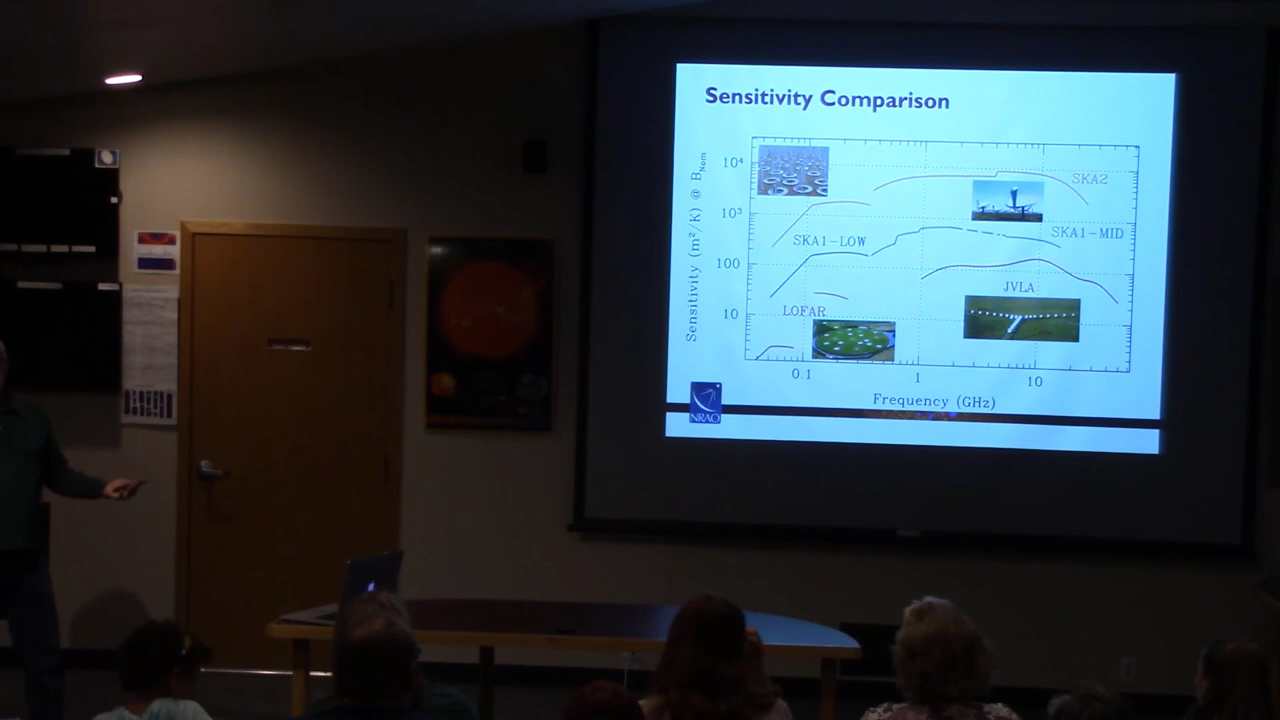 Sensitivity Comparison
10⁴
10³
100
10
Sensitivity (m²/K) @ B_Nom
SKA2
SKA1-MID
SKA1-LOW
JVLA
LOFAR
0.1
1
10
Frequency (GHz)
NRAO